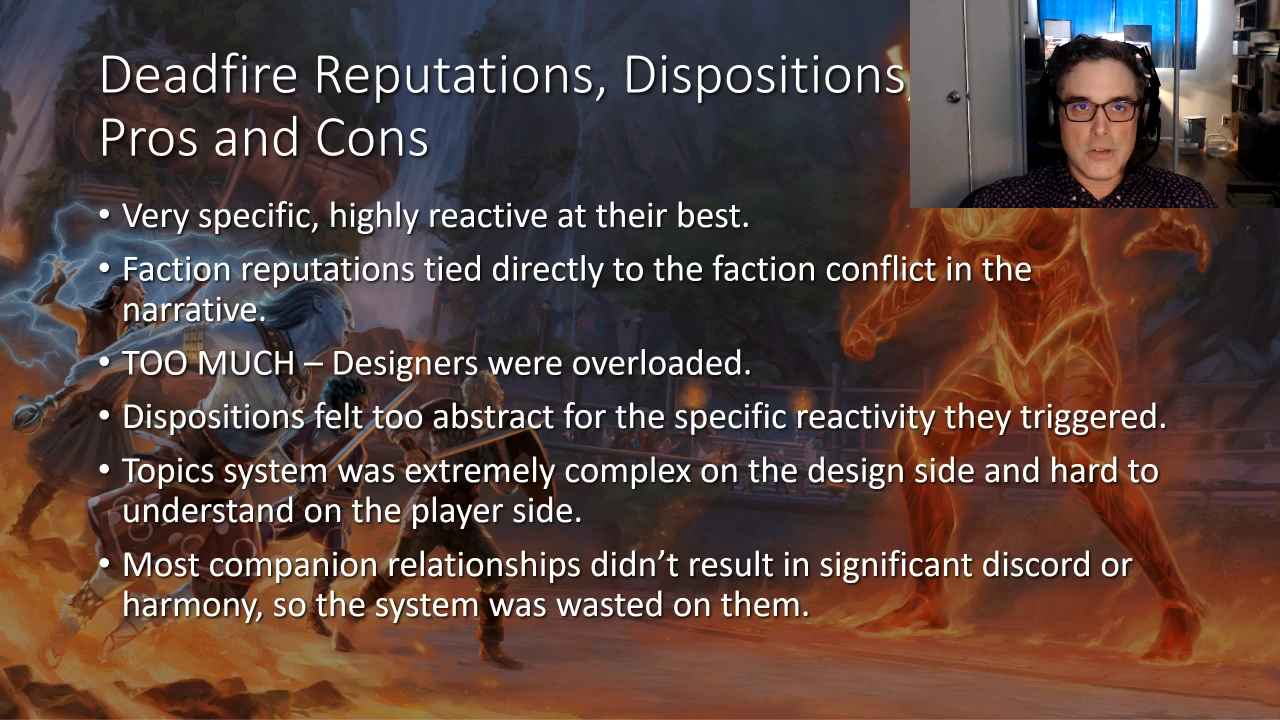 Deadfire Reputations, Dispositions,
Pros and Cons
• Very specific, highly reactive at their best.
• Faction reputations tied directly to the faction conflict in the
narrative.
• TOO MUCH – Designers were overloaded.
• Dispositions felt too abstract for the specific reactivity they triggered.
• Topics system was extremely complex on the design side and hard to
understand on the player side.
• Most companion relationships didn’t result in significant discord or
harmony, so the system was wasted on them.